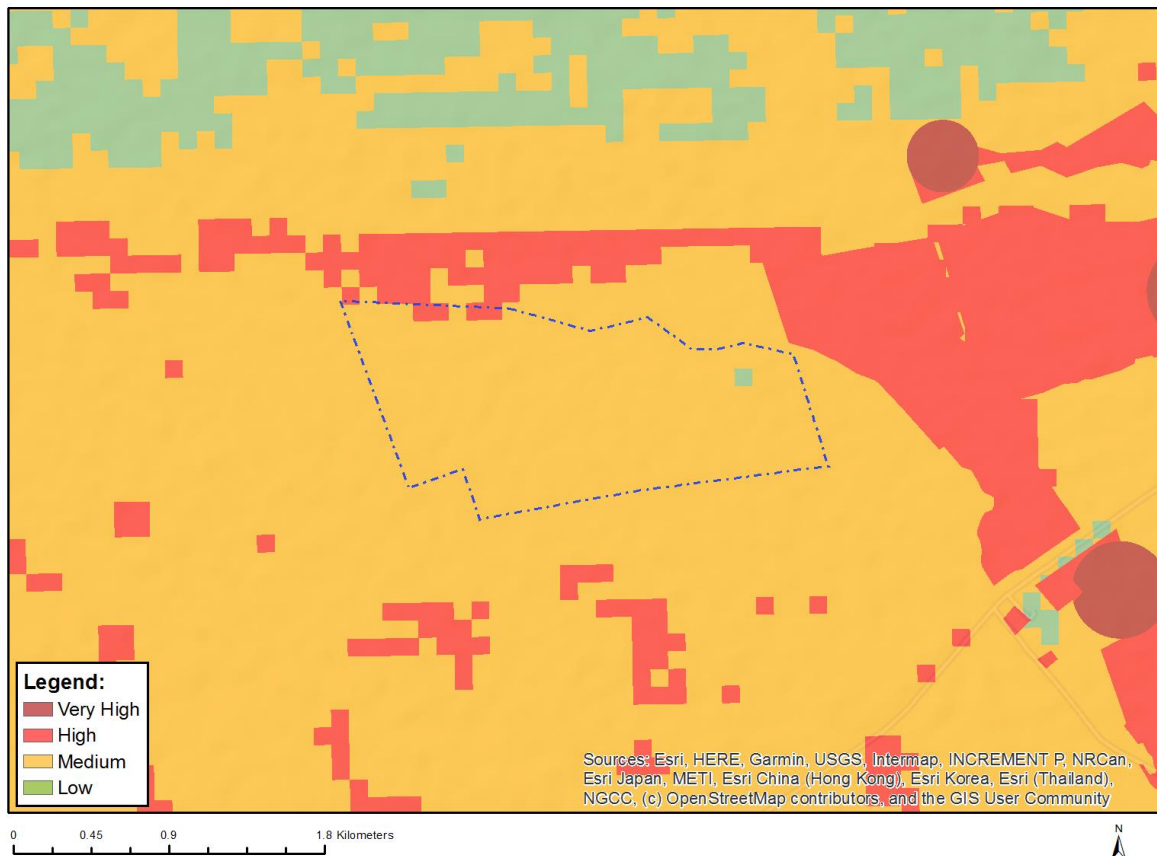 Legend:
Very High
High
Medium
Low
Sources: Esri, HERE, Garmin, USGS, Intermap, INCREMENT P, NRCan,
Esri Japan, METI, Esri China (Hong Kong), Esri Korea, Esri (Thailand),
NGCC, (c) OpenStreetMap contributors, and the GIS User Community
0 0.45 0.9 1.8 Kilometers
N